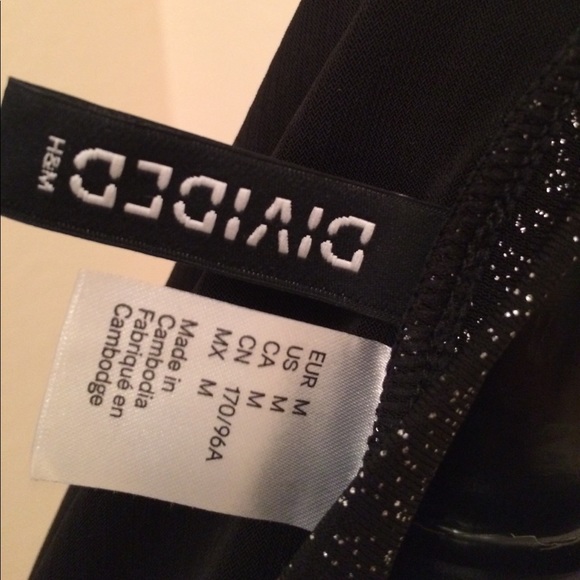 DIVIDED
H&M
EUR M
US M
CA M
CN 170/96A
MX M
Made in
Cambodia
Fabriqué en
Cambodge